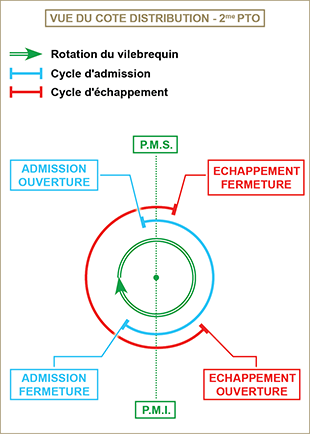 VUE DU COTE DISTRIBUTION - 2me PTO
Rotation du vilebrequin
Cycle d'admission
Cycle d'échappement
P.M.S.
ADMISSION
OUVERTURE
ECHAPPEMENT
FERMETURE
ADMISSION
FERMETURE
ECHAPPEMENT
OUVERTURE
P.M.I.